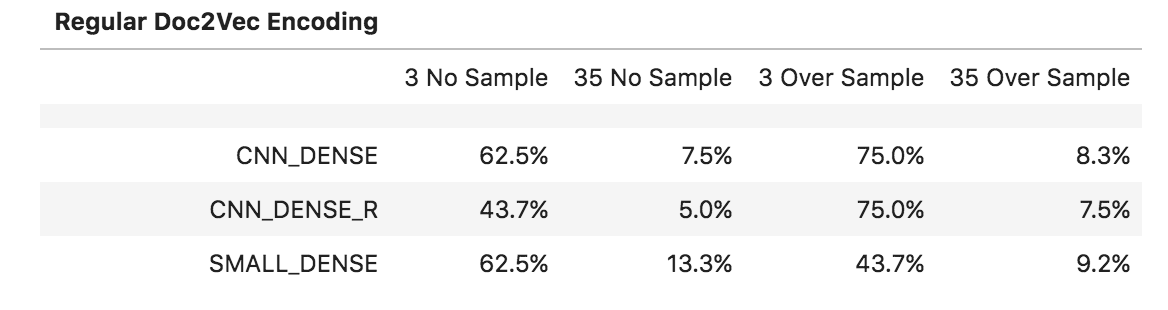 Regular Doc2Vec Encoding
3 No Sample 35 No Sample 3 Over Sample 35 Over Sample
CNN_DENSE 62.5% 7.5% 75.0% 8.3%
CNN_DENSE_R 43.7% 5.0% 75.0% 7.5%
SMALL_DENSE 62.5% 13.3% 43.7% 9.2%